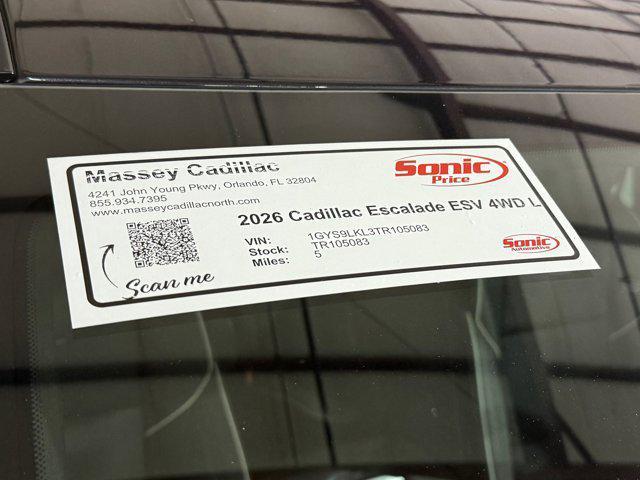 Massey Cadillac
4241 John Young Pkwy, Orlando, FL 32804
855.934.7395
www.masseycadillacnorth.com
Sonic
Price
2026 Cadillac Escalade ESV 4WD L
VIN: 1GYS9LKL3TR105083
Stock: TR105083
Miles: 5
Scan me
Sonic
Automotive